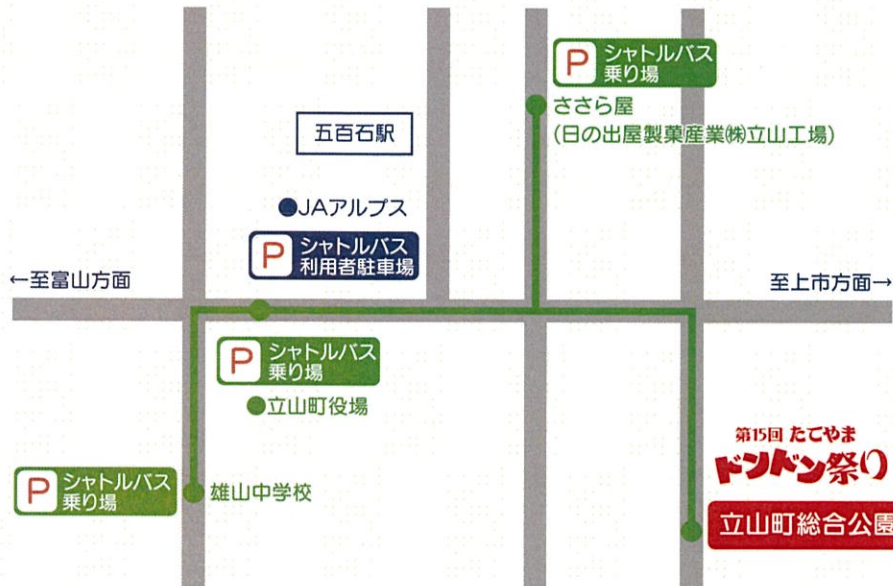 P シャトルバス
乗り場
ささら屋
(日の出屋製菓産業㈱立山工場)
五百石駅
●JAアルプス
P シャトルバス
利用者駐車場
←至富山方面
至上市方面→
P シャトルバス
乗り場
●立山町役場
第15回 たてやま
ドンドン祭り
P シャトルバス
乗り場
雄山中学校
立山町総合公園